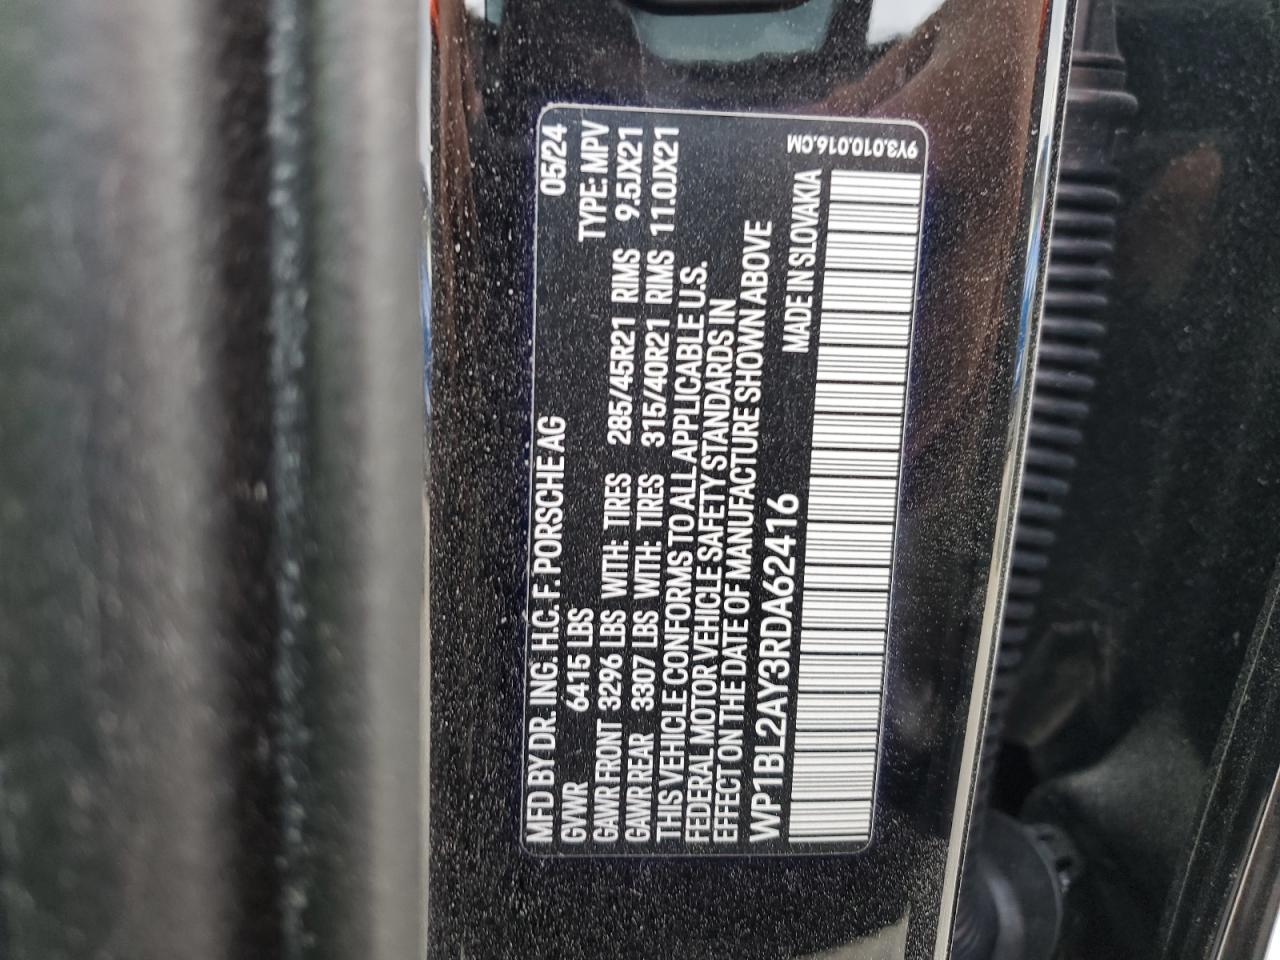 MFD BY DR. ING. H.C. F. PORSCHE AG 05/24
GVWR 6415 LBS TYPE: MPV
GAWR FRONT 3296 LBS WITH: TIRES 285/45R21 RIMS 9.5JX21
GAWR REAR 3307 LBS WITH: TIRES 315/40R21 RIMS 11.0JX21
THIS VEHICLE CONFORMS TO ALL APPLICABLE U.S.
FEDERAL MOTOR VEHICLE SAFETY STANDARDS IN
EFFECT ON THE DATE OF MANUFACTURE SHOWN ABOVE
WP1BL2AY3RDA62416 MADE IN SLOVAKIA
9Y3.010.016.CM